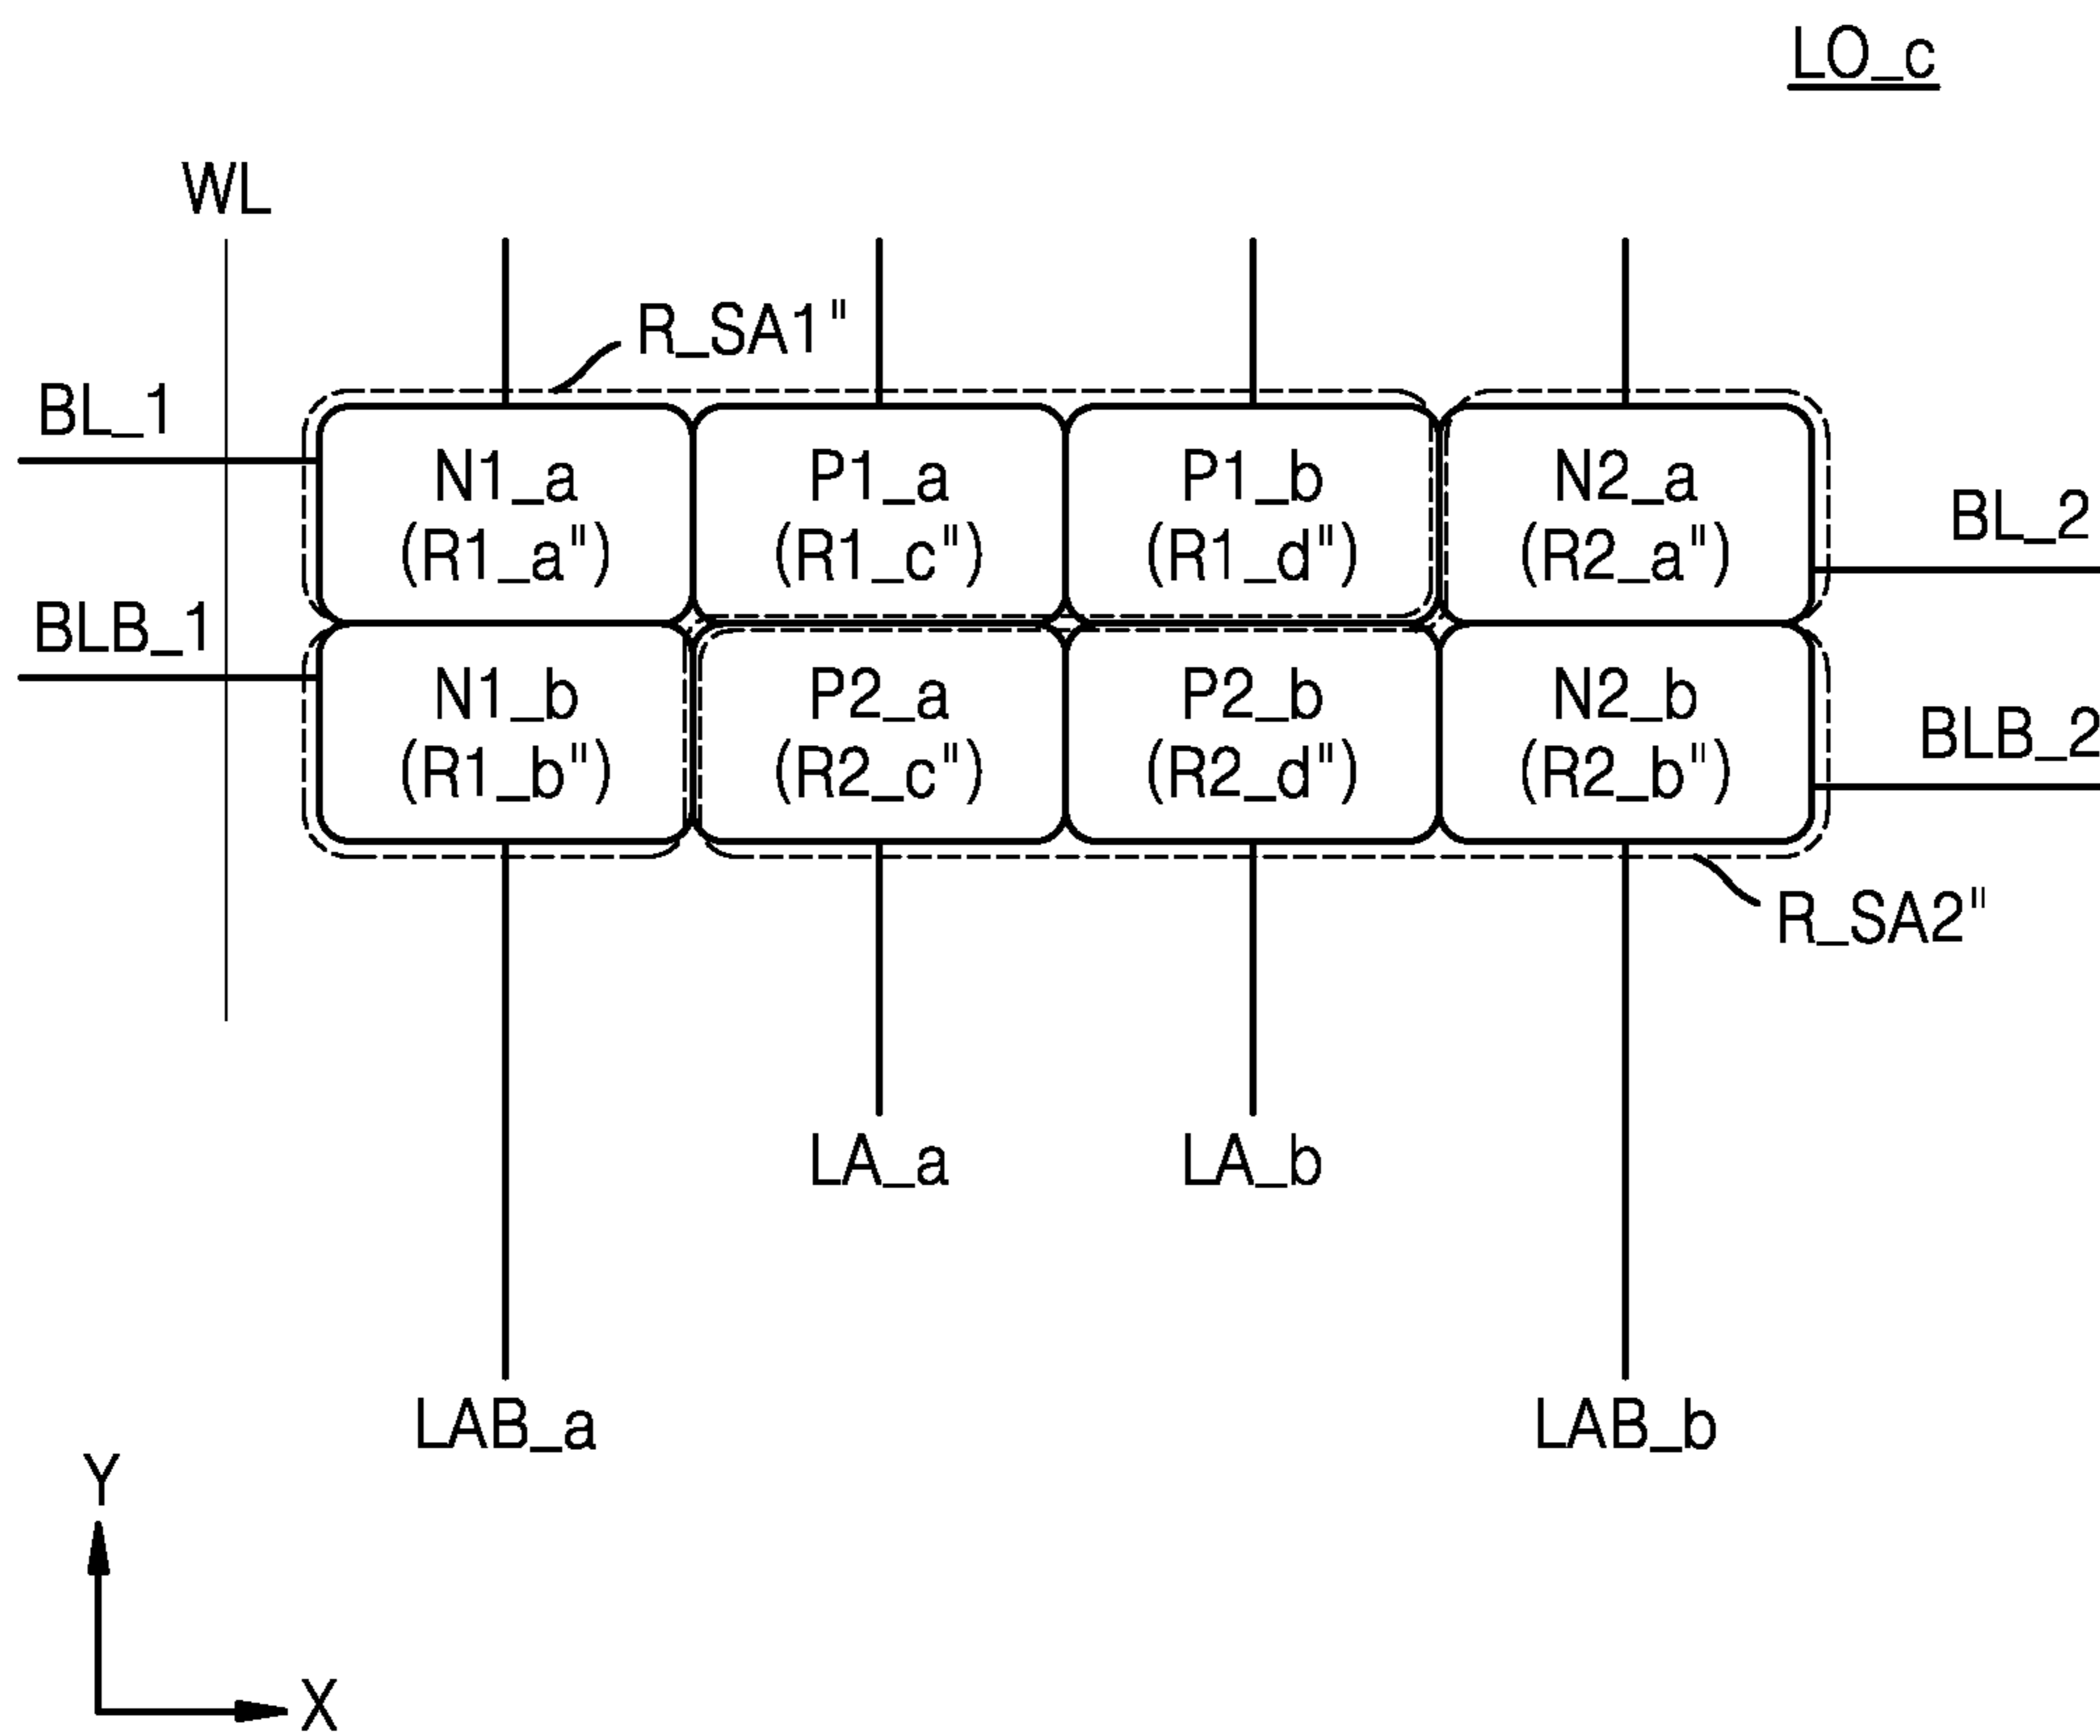 LO_c
WL
R_SA1"
BL_1
N1_a
(R1_a")
P1_a
(R1_c")
P1_b
(R1_d")
N2_a
(R2_a")
BL_2
BLB_1
N1_b
(R1_b")
P2_a
(R2_c")
P2_b
(R2_d")
N2_b
(R2_b")
BLB_2
R_SA2"
LA_a
LA_b
LAB_a
LAB_b
Y
X